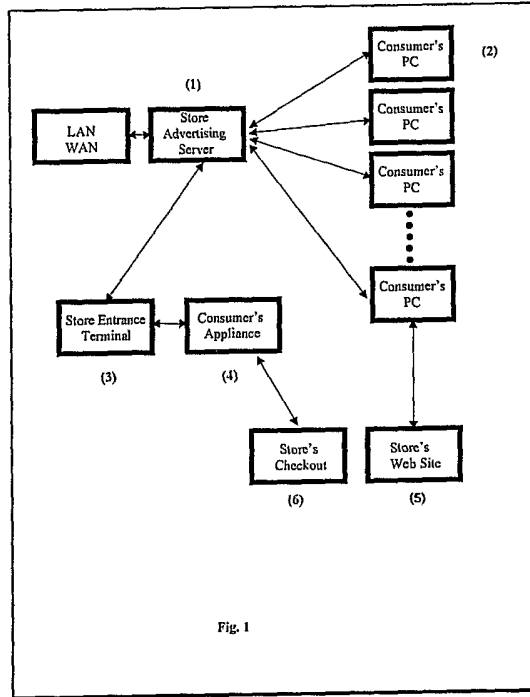 Consumer's
PC
(2)
(1)
Store
Advertising
Server
LAN
WAN
Consumer's
PC
Consumer's
PC
Consumer's
PC
Store Entrance
Terminal
(3)
Consumer's
Appliance
(4)
Store's
Checkout
(6)
Store's
Web Site
(5)
Fig. 1